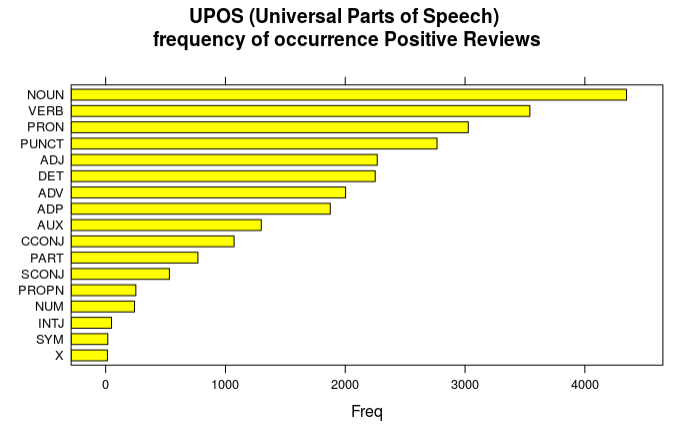 UPOS (Universal Parts of Speech)
frequency of occurrence Positive Reviews
NOUN
VERB
PRON
PUNCT
ADJ
DET
ADV
ADP
AUX
CCONJ
PART
SCONJ
PROPN
NUM
INTJ
SYM
X
0 1000 2000 3000 4000
Freq